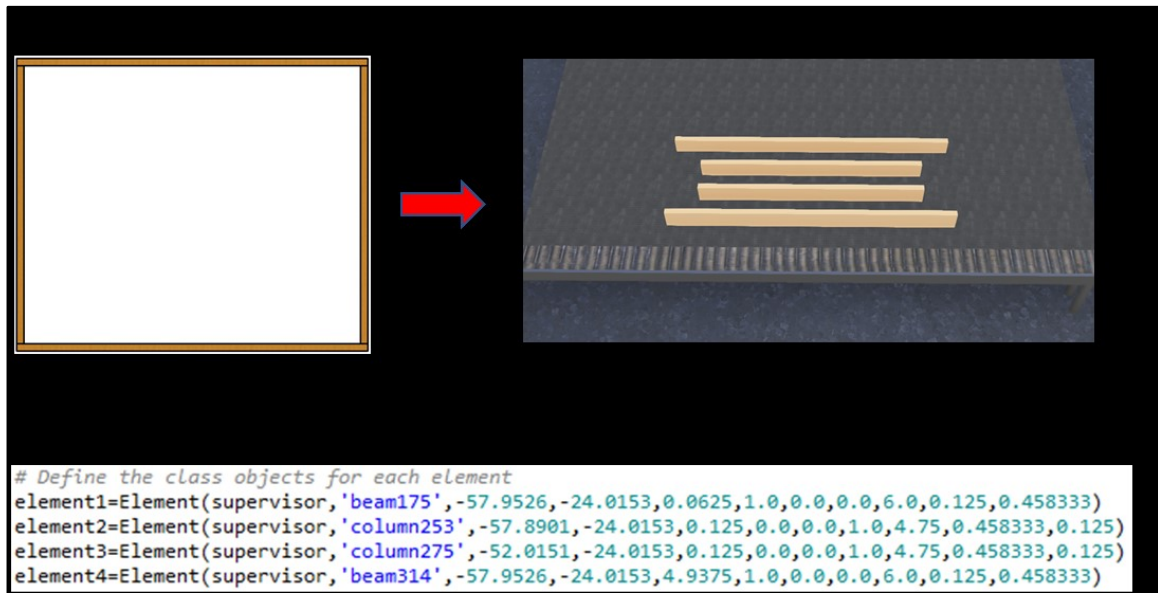 # Define the class objects for each element
element1=Element(supervisor,'beam175',-57.9526,-24.0153,0.0625,1.0,0.0,0.0,6.0,0.125,0.458333)
element2=Element(supervisor,'column253',-57.8901,-24.0153,0.125,0.0,0.0,1.0,4.75,0.458333,0.125)
element3=Element(supervisor,'column275',-52.0151,-24.0153,0.125,0.0,0.0,1.0,4.75,0.458333,0.125)
element4=Element(supervisor,'beam314',-57.9526,-24.0153,4.9375,1.0,0.0,0.0,6.0,0.125,0.458333)